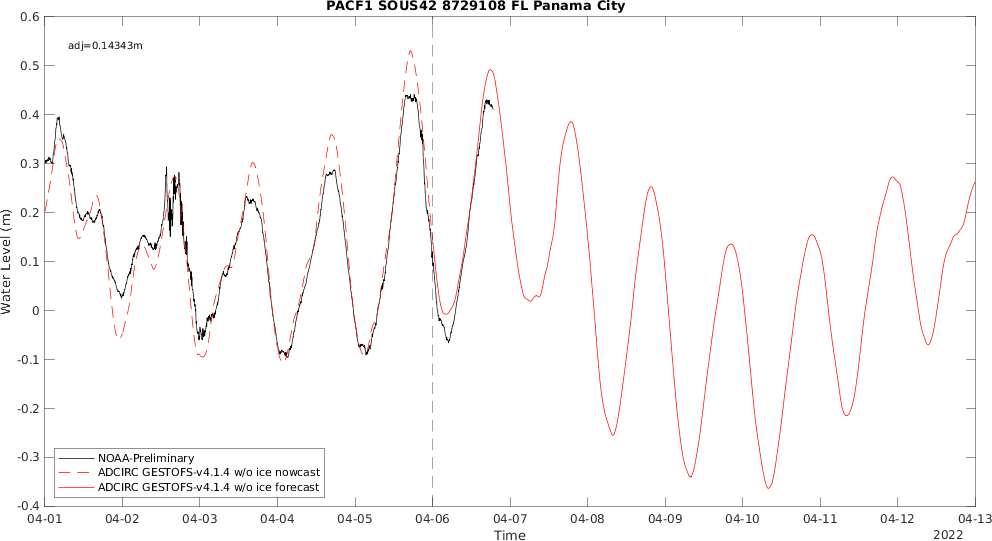 PACF1 SOUS42 8729108 FL Panama City
adj=0.14343m
Water Level (m)
0.6
0.5
0.4
0.3
0.2
0.1
0
-0.1
-0.2
-0.3
-0.4
NOAA-Preliminary
ADCIRC GESTOFS-v4.1.4 w/o ice nowcast
ADCIRC GESTOFS-v4.1.4 w/o ice forecast
04-01 04-02 04-03 04-04 04-05 04-06 04-07 04-08 04-09 04-10 04-11 04-12 04-13
Time
2022